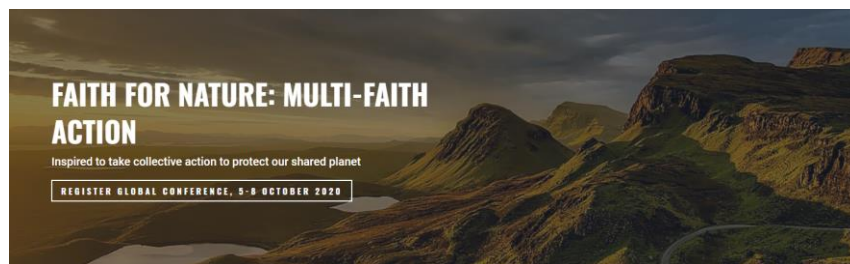 FAITH FOR NATURE: MULTI-FAITH
ACTION
Inspired to take collective action to protect our shared planet
REGISTER GLOBAL CONFERENCE, 5-8 OCTOBER 2020